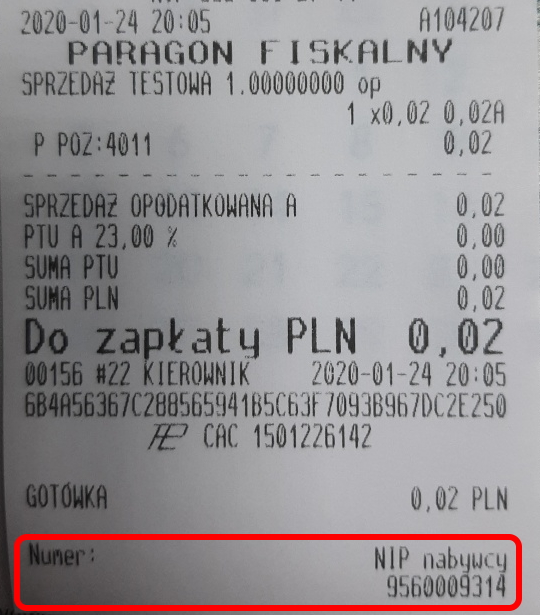 2020-01-24 20:05 A104207
PARAGON FISKALNY
SPRZEDAŻ TESTOWA 1.00000000 op
1 x0,02 0,02A
P POZ:4011 0,02
SPRZEDAŻ OPODATKOWANA A 0,02
PTU A 23,00 % 0,00
SUMA PTU 0,00
SUMA PLN 0,02
Do zapłaty PLN 0,02
00156 #22 KIEROWNIK 2020-01-24 20:05
6B4A56367C288565941B5C63F7093B967DC2E250
CAC 1501226142
GOTÓWKA 0,02 PLN
Numer: NIP nabywcy
9560009314